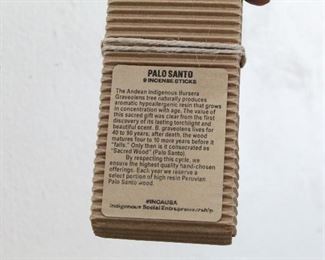 PALO SANTO
9 INCENSE STICKS
The Andean Indigenous Bursera
Graveolens tree naturally produces
aromatic hypoallergenic resin that grows
in concentration with age. The value of
this sacred gift was clear from the first
discovery of its lasting torchlight and
beautiful scent. B. graveolens lives for
40 to 90 years, after death, the wood
matures four to 10 more years before it
"falls." Only then is it consecrated as
"Sacred Wood" (Palo Santo).
By respecting this cycle, we
ensure the highest quality hand-chosen
offerings. Each year we reserve a
select portion of high resin Peruvian
Palo Santo wood.
#INCAUSA
Indigenous Social Entrepreneurship.